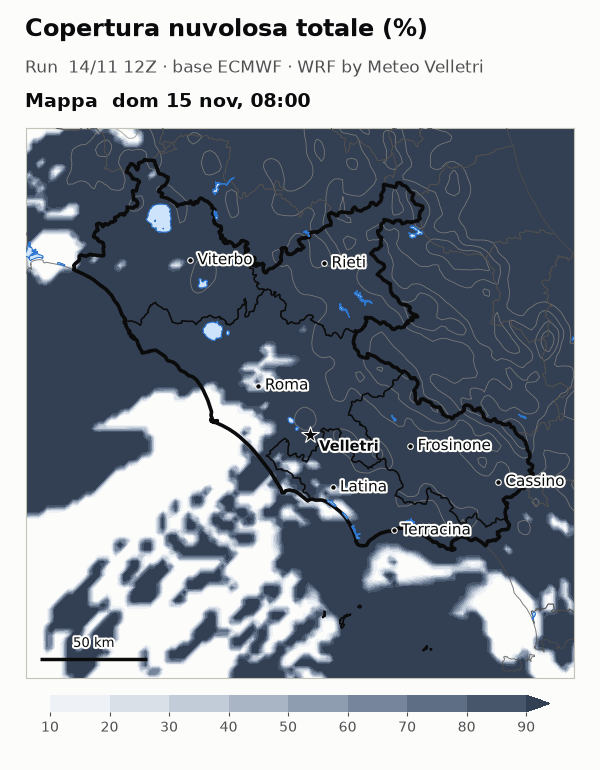 Copertura nuvolosa totale (%)
Run  14/11 12Z · base ECMWF · WRF by Meteo Velletri
Mappa  dom 15 nov, 08:00
Viterbo
Rieti
Roma
Velletri
Frosinone
Cassino
Latina
Terracina
50 km
10 20 30 40 50 60 70 80 90